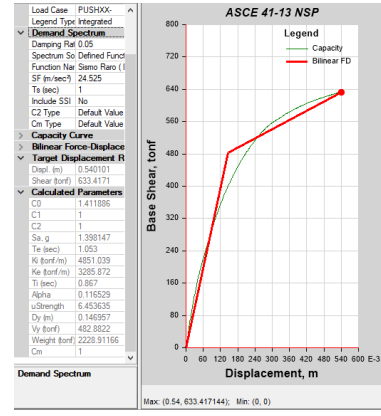 Load Case PUSHXX-
Legend Type Integrated
Demand Spectrum
Damping Rat 0.05
Spectrum So Defined Funct
Function Nar Sismo Raro ( I
SF (m/sec²) 24.525
Ts (sec) 1
Include SSI No
C2 Type Default Value
Cm Type Default Value
Capacity Curve
Bilinear Force-Displace
Target Displacement R
Displ. (m) 0.540101
Shear (tonf) 633.4171
Calculated Parameters
C0 1.411886
C1 1
C2 1
Sa, g 1.398147
Te (sec) 1.053
Ki (tonf/m) 4851.039
Ke (tonf/m) 3285.872
Ti (sec) 0.867
Alpha 0.116529
uStrength 6.453635
Dy (m) 0.146957
Vy (tonf) 482.8822
Weight (tonf) 2228.91166
Cm 1
Demand Spectrum
ASCE 41-13 NSP
Legend
Capacity
Bilinear FD
Base Shear, tonf
800
720
640
560
480
400
320
240
160
80
0
0 60 120 180 240 300 360 420 480 540 600 E-3
Displacement, m
Max: (0.54, 633.417144); Min: (0, 0)